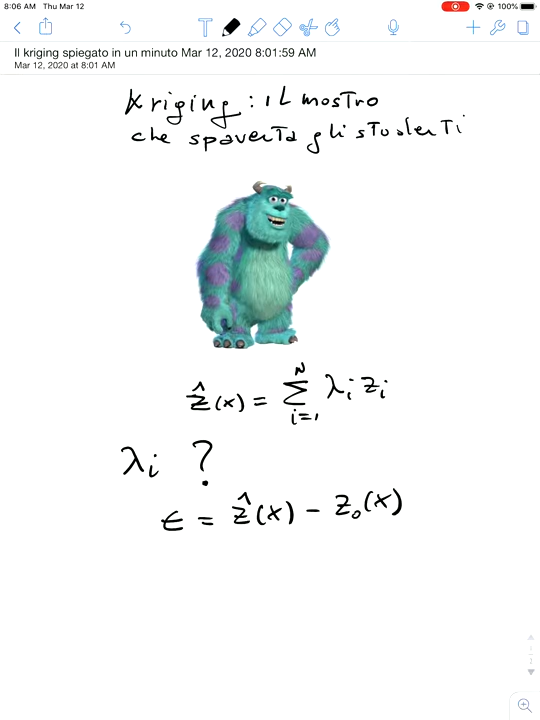 8:06 AM Thu Mar 12 100%
Il kriging spiegato in un minuto Mar 12, 2020 8:01:59 AM
Mar 12, 2020 at 8:01 AM
Kriging : il mostro
che spaventa gli studenti
ẑ(x) = ∑_{i=1}^{N} λ_i z_i
λ_i ?
ϵ = ẑ(x) - z_0(x)